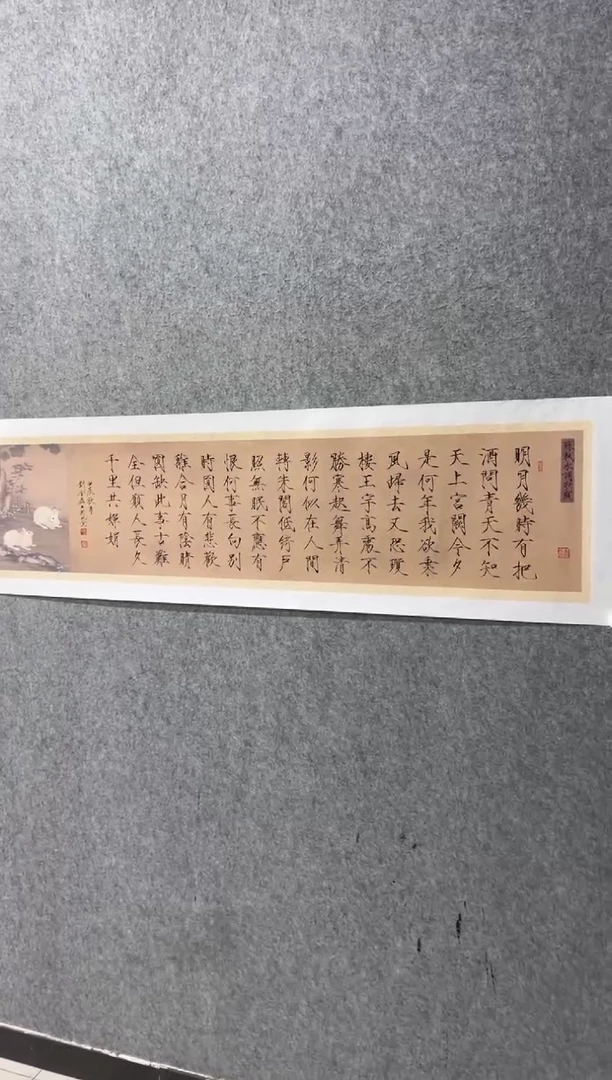 明月幾時有把
酒問青天不知
天上宮闕今夕
是何年我欲乘
風歸去又恐瓊
樓玉宇高處不
勝寒起舞弄清
影何似在人間
轉朱閣低綺戶
照無眠不應有
恨何事長向別
時圓人有悲歡
離合月有陰晴
圓缺此事古難
全但願人長久
千里共嬋娟